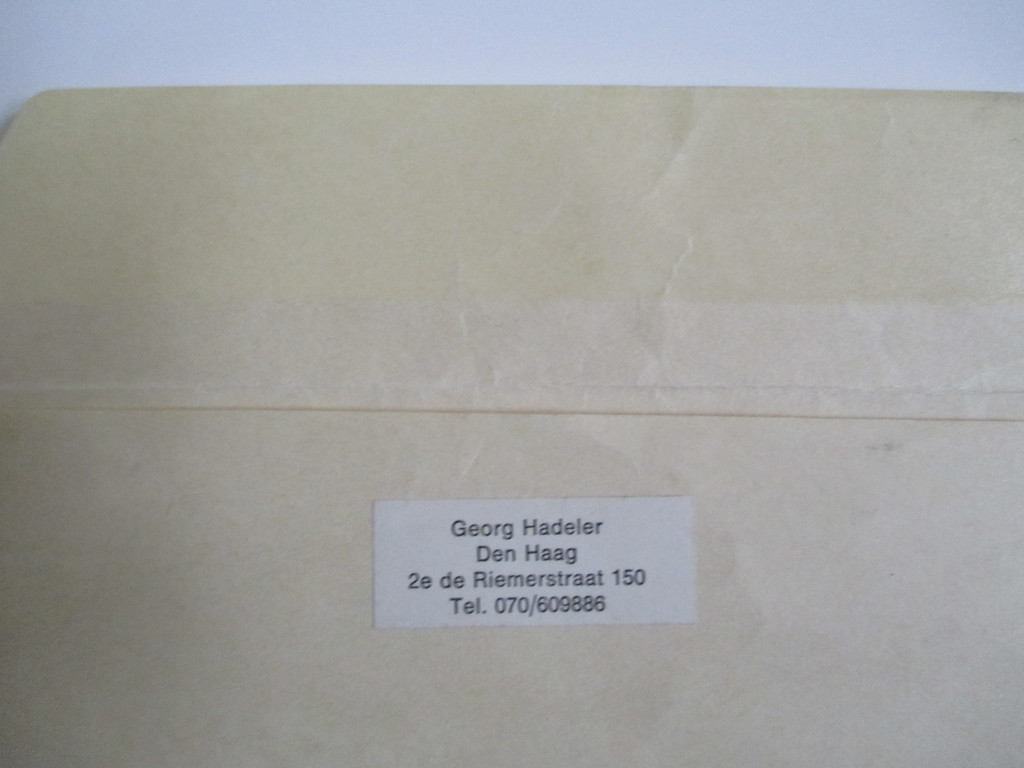 Georg Hadeler
Den Haag
2e de Riemerstraat 150
Tel. 070/609886